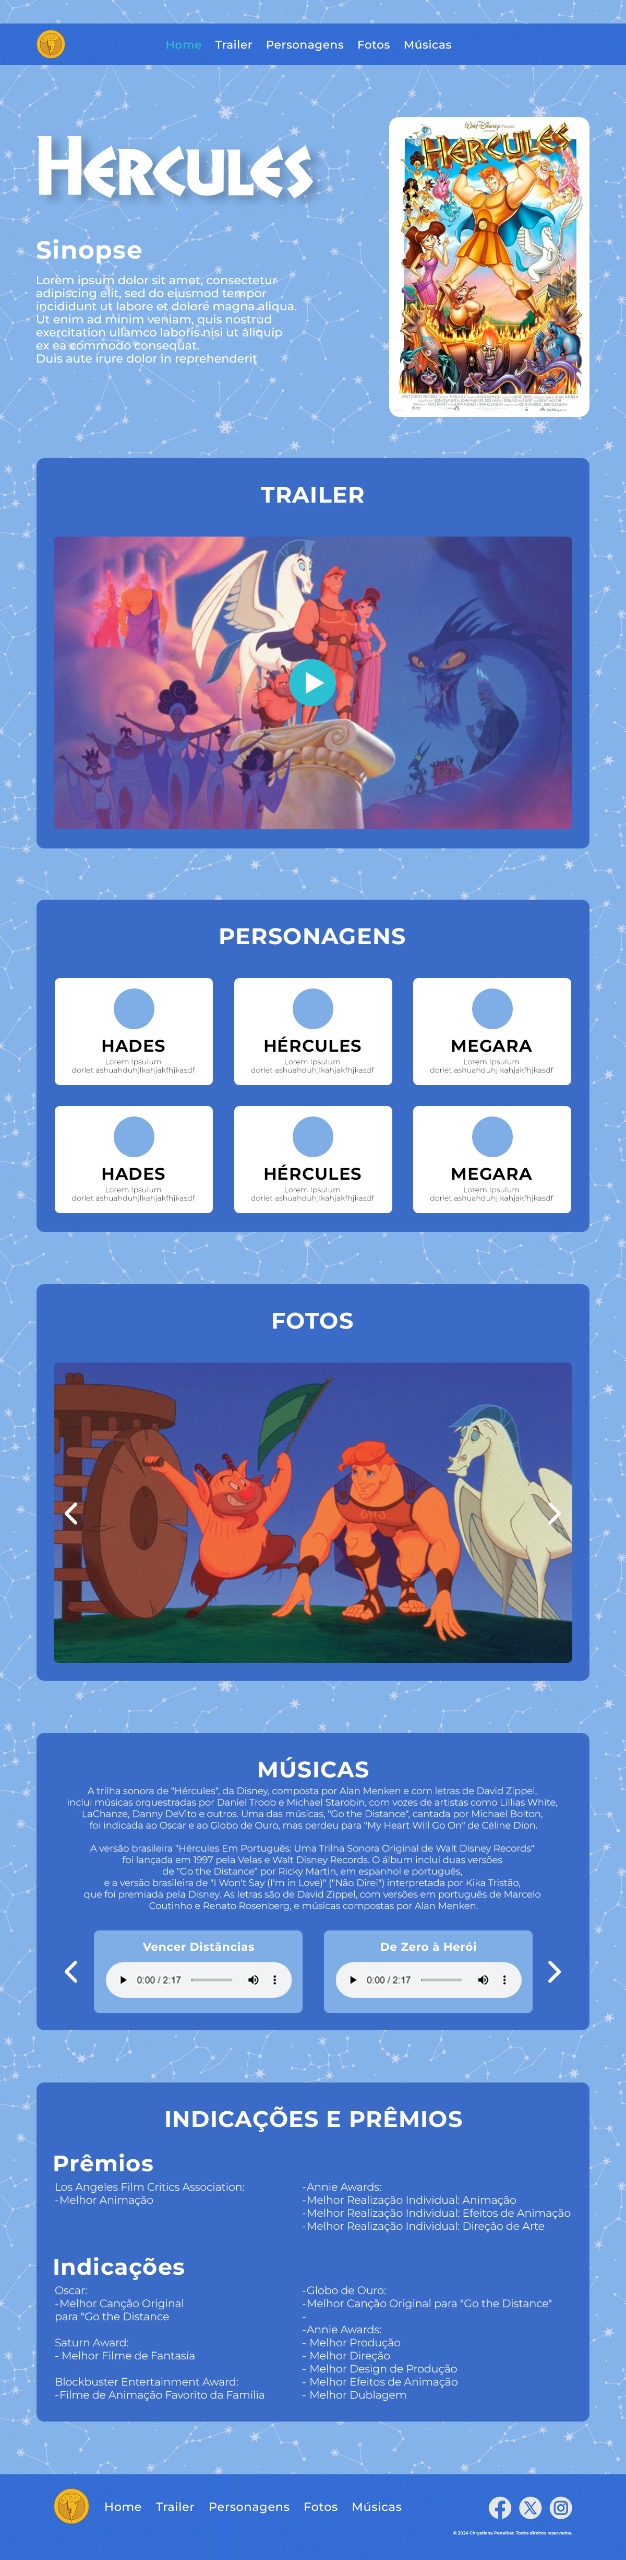 Home Trailer Personagens Fotos Músicas
Walt Disney Pictures
HERCULES
HERCULES
Sinopse
Lorem ipsum dolor sit amet, consectetur
adipiscing elit, sed do eiusmod tempor
incididunt ut labore et dolore magna aliqua.
Ut enim ad minim veniam, quis nostrud
exercitation ullamco laboris nisi ut aliquip
ex ea commodo consequat.
Duis aute irure dolor in reprehenderit
TRAILER
PERSONAGENS
HADES HÉRCULES MEGARA
Lorem Ipsulum Lorem Ipsulum Lorem Ipsulum
dorlet ashuahduhjlkahjakfhjkasdf dorlet ashuahduhjlkahjakfhjkasdf dorlet ashuahduhjlkahjakfhjkasdf
HADES HÉRCULES MEGARA
Lorem Ipsulum Lorem Ipsulum Lorem Ipsulum
dorlet ashuahduhjlkahjakfhjkasdf dorlet ashuahduhjlkahjakfhjkasdf dorlet ashuahduhjlkahjakfhjkasdf
FOTOS
MÚSICAS
A trilha sonora de "Hércules", da Disney, composta por Alan Menken e com letras de David Zippel,
inclui músicas orquestradas por Daniel Troob e Michael Starobin, com vozes de artistas como Lillias White,
LaChanze, Danny DeVito e outros. Uma das músicas, "Go the Distance", cantada por Michael Bolton,
foi indicada ao Oscar e ao Globo de Ouro, mas perdeu para "My Heart Will Go On" de Céline Dion.
A versão brasileira "Hércules Em Português: Uma Trilha Sonora Original de Walt Disney Records"
foi lançada em 1997 pela Velas e Walt Disney Records. O álbum inclui duas versões
de "Go the Distance" por Ricky Martin, em espanhol e português,
e a versão brasileira de "I Won't Say (I'm in Love)" ("Não Direi") interpretada por Kika Tristão,
que foi premiada pela Disney. As letras são de David Zippel, com versões em português de Marcelo
Coutinho e Renato Rosenberg, e músicas compostas por Alan Menken.
Vencer Distâncias De Zero à Herói
0:00 / 2:17 0:00 / 2:17
INDICAÇÕES E PRÊMIOS
Prêmios
Los Angeles Film Critics Association:
-Melhor Animação
-Annie Awards:
-Melhor Realização Individual: Animação
-Melhor Realização Individual: Efeitos de Animação
-Melhor Realização Individual: Direção de Arte
Indicações
Oscar:
-Melhor Canção Original
para "Go the Distance
Saturn Award:
- Melhor Filme de Fantasia
Blockbuster Entertainment Award:
-Filme de Animação Favorito da Família
-Globo de Ouro:
-Melhor Canção Original para "Go the Distance"
-
-Annie Awards:
- Melhor Produção
- Melhor Direção
- Melhor Design de Produção
- Melhor Efeitos de Animação
- Melhor Dublagem
Home Trailer Personagens Fotos Músicas
© 2024 Chrystiane Penalber. Todos direitos reservados.